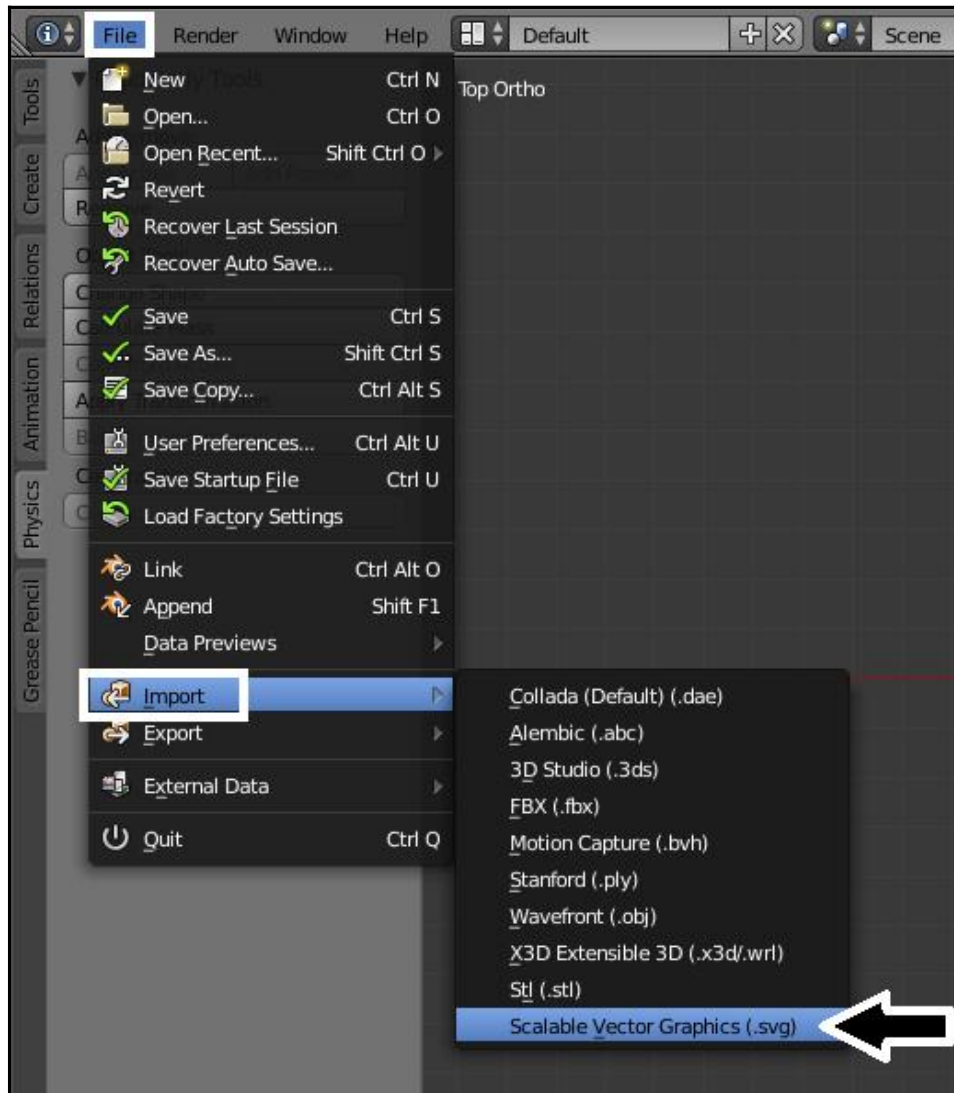 File Render Window Help Default Scene
Tools
Create
Relations
Animation
Physics
Grease Pencil
Top Ortho
New Ctrl N
Open... Ctrl O
Open Recent... Shift Ctrl O
Revert
Recover Last Session
Recover Auto Save...
Save Ctrl S
Save As... Shift Ctrl S
Save Copy... Ctrl Alt S
User Preferences... Ctrl Alt U
Save Startup File Ctrl U
Load Factory Settings
Link Ctrl Alt O
Append Shift F1
Data Previews
Import
Export
External Data
Quit Ctrl Q
Collada (Default) (.dae)
Alembic (.abc)
3D Studio (.3ds)
FBX (.fbx)
Motion Capture (.bvh)
Stanford (.ply)
Wavefront (.obj)
X3D Extensible 3D (.x3d/.wrl)
Stl (.stl)
Scalable Vector Graphics (.svg)